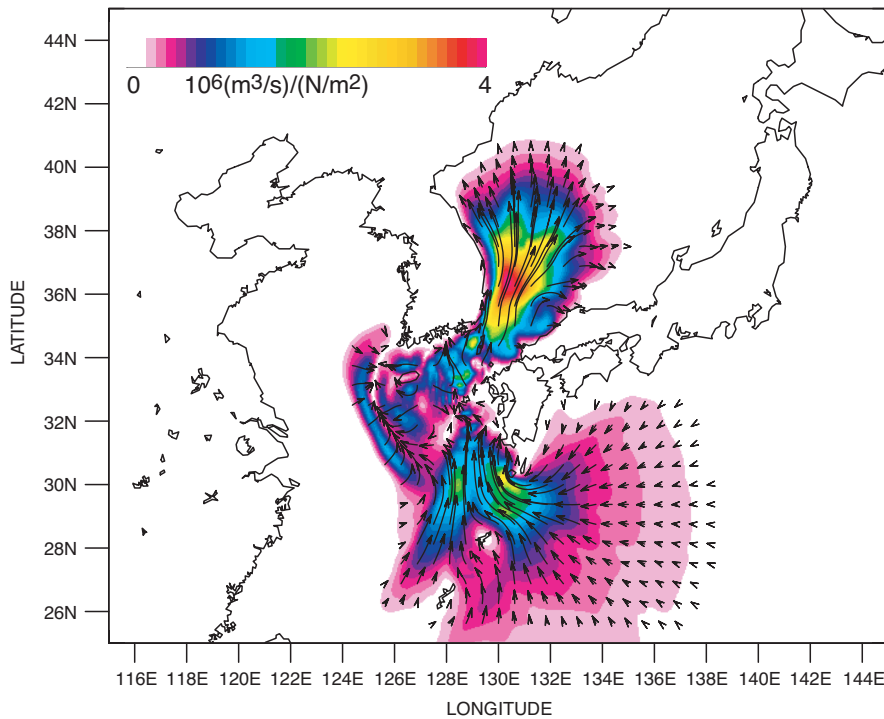 44N
42N
40N
38N
36N
34N
32N
30N
28N
26N
LATITUDE
0 10⁶(m³/s)/(N/m²) 4
116E 118E 120E 122E 124E 126E 128E 130E 132E 134E 136E 138E 140E 142E 144E
LONGITUDE